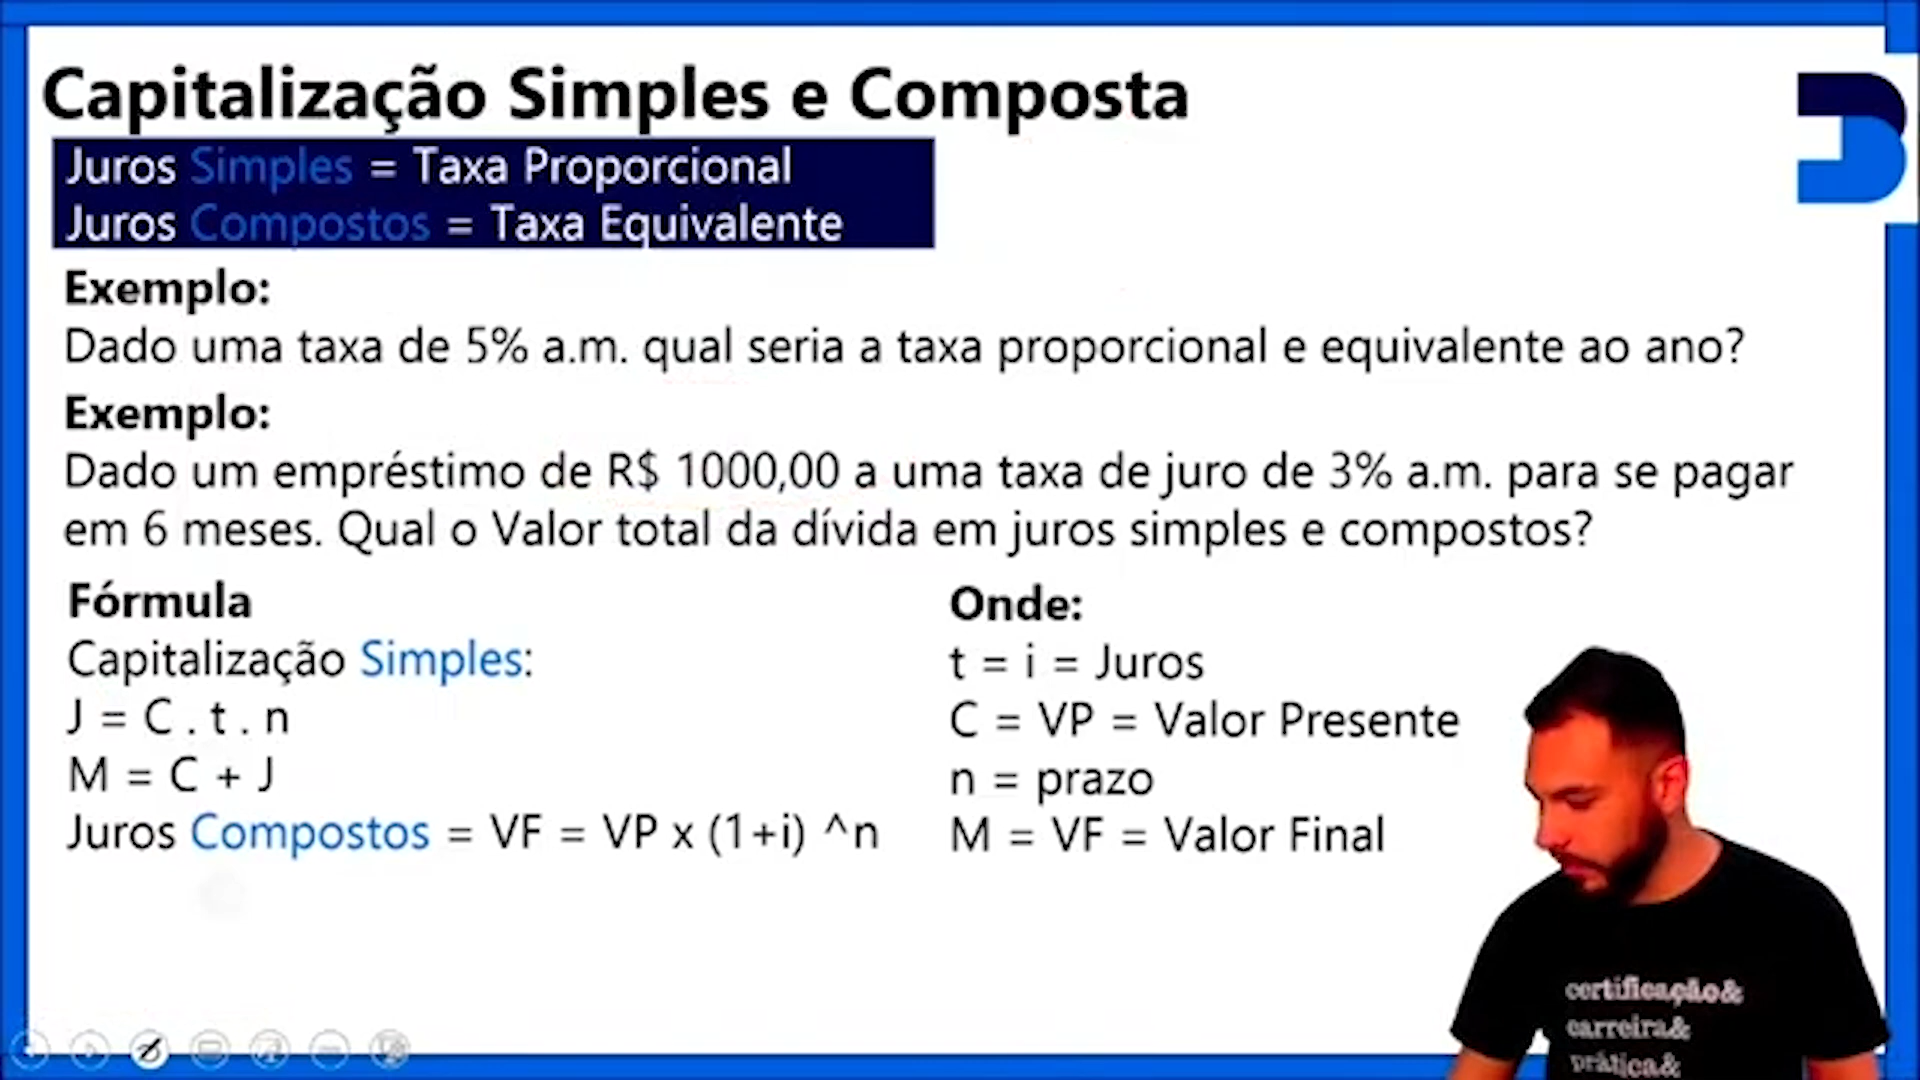 Capitalização Simples e Composta
Juros Simples = Taxa Proporcional
Juros Compostos = Taxa Equivalente
Exemplo:
Dado uma taxa de 5% a.m. qual seria a taxa proporcional e equivalente ao ano?
Exemplo:
Dado um empréstimo de R$ 1000,00 a uma taxa de juro de 3% a.m. para se pagar
em 6 meses. Qual o Valor total da dívida em juros simples e compostos?
Fórmula
Capitalização Simples:
J = C . t . n
M = C + J
Juros Compostos = VF = VP x (1+i) ^n
Onde:
t = i = Juros
C = VP = Valor Presente
n = prazo
M = VF = Valor Final
certificação&
carreira&
prática&